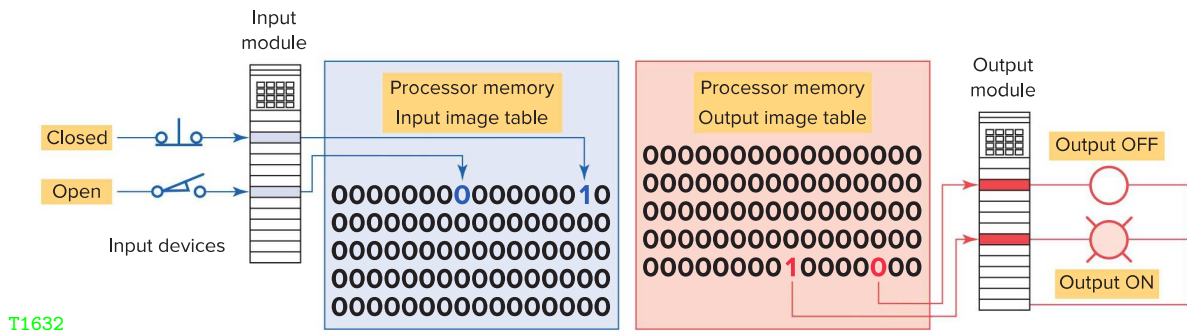 Input
module
Closed
Open
Input devices
Processor memory
Input image table
0000000000000010
0000000000000000
0000000000000000
0000000000000000
0000000000000000
Processor memory
Output image table
0000000000000000
0000000000000000
0000000000000000
0000000000000000
0000000010000000
Output
module
Output OFF
Output ON
T1632